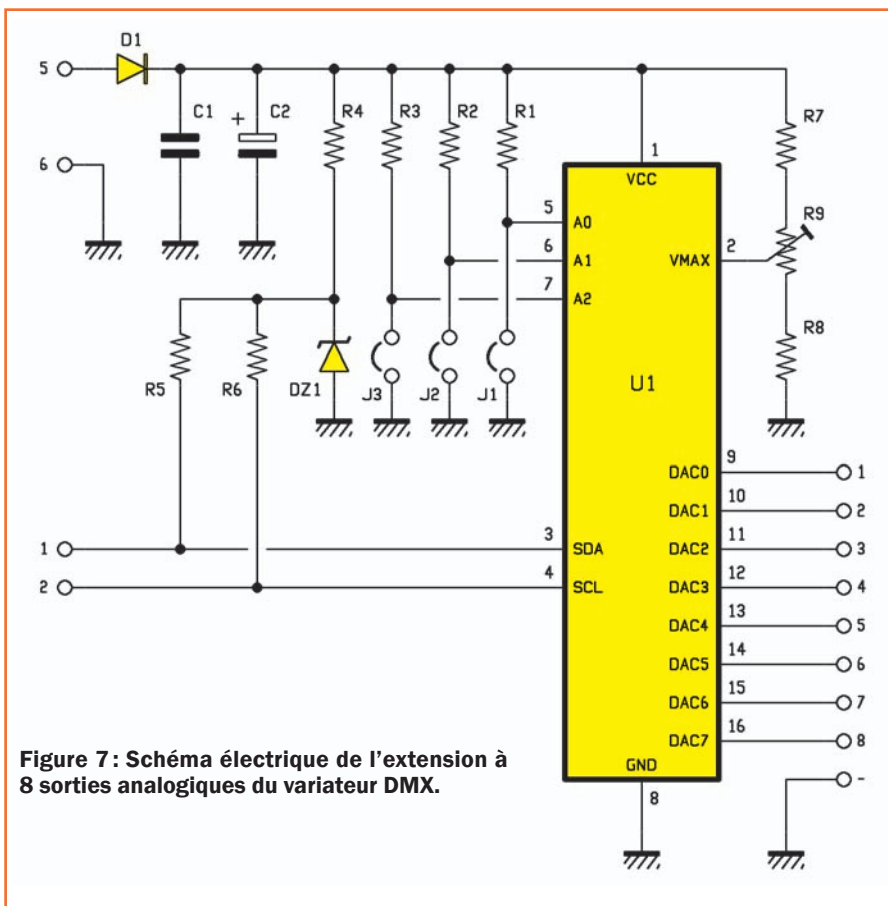 D1
5
C1
+
C2
R4
R3
R2
R1
R7
6
1
VCC
5
A0
R9
6
A1
VMAX
2
7
A2
R8
R5
R6
DZ1
J3
J2
J1
U1
9
DAC0
1
10
DAC1
2
1
3
SDA
11
DAC2
3
2
4
SCL
12
DAC3
4
13
DAC4
5
14
DAC5
6
15
DAC6
7
16
DAC7
8
GND
-
8
Figure 7 : Schéma électrique de l’extension à
8 sorties analogiques du variateur DMX.